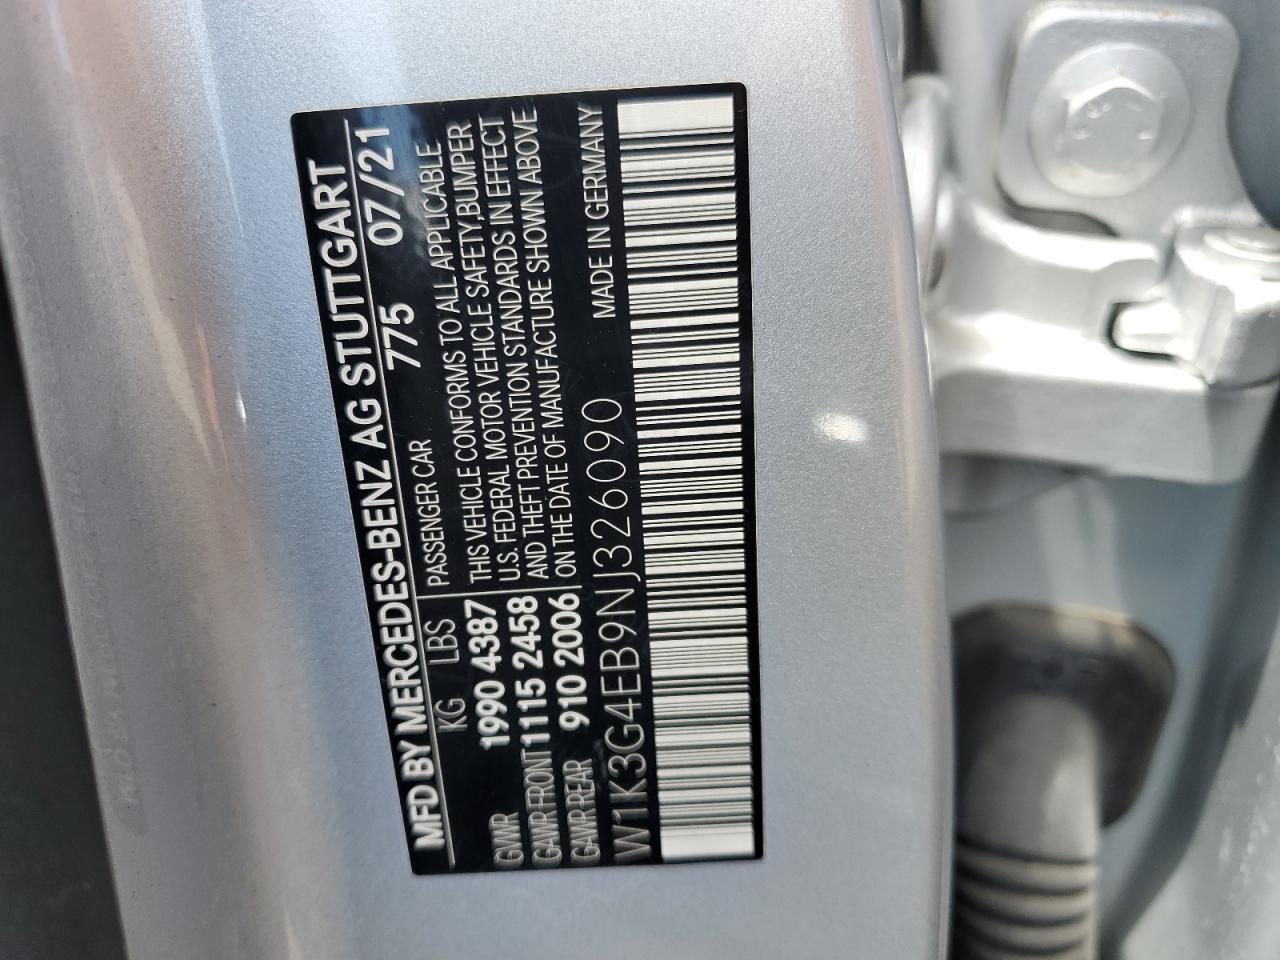 MFD BY MERCEDES-BENZ AG STUTTGART
KG LBS 775 07/21
GVWR 1990 4387
GAWR FRONT 1115 2458
GAWR REAR 910 2006
PASSENGER CAR
THIS VEHICLE CONFORMS TO ALL APPLICABLE
U.S. FEDERAL MOTOR VEHICLE SAFETY,BUMPER
AND THEFT PREVENTION STANDARDS IN EFFECT
ON THE DATE OF MANUFACTURE SHOWN ABOVE
W1K3G4EB9NJ326090 MADE IN GERMANY